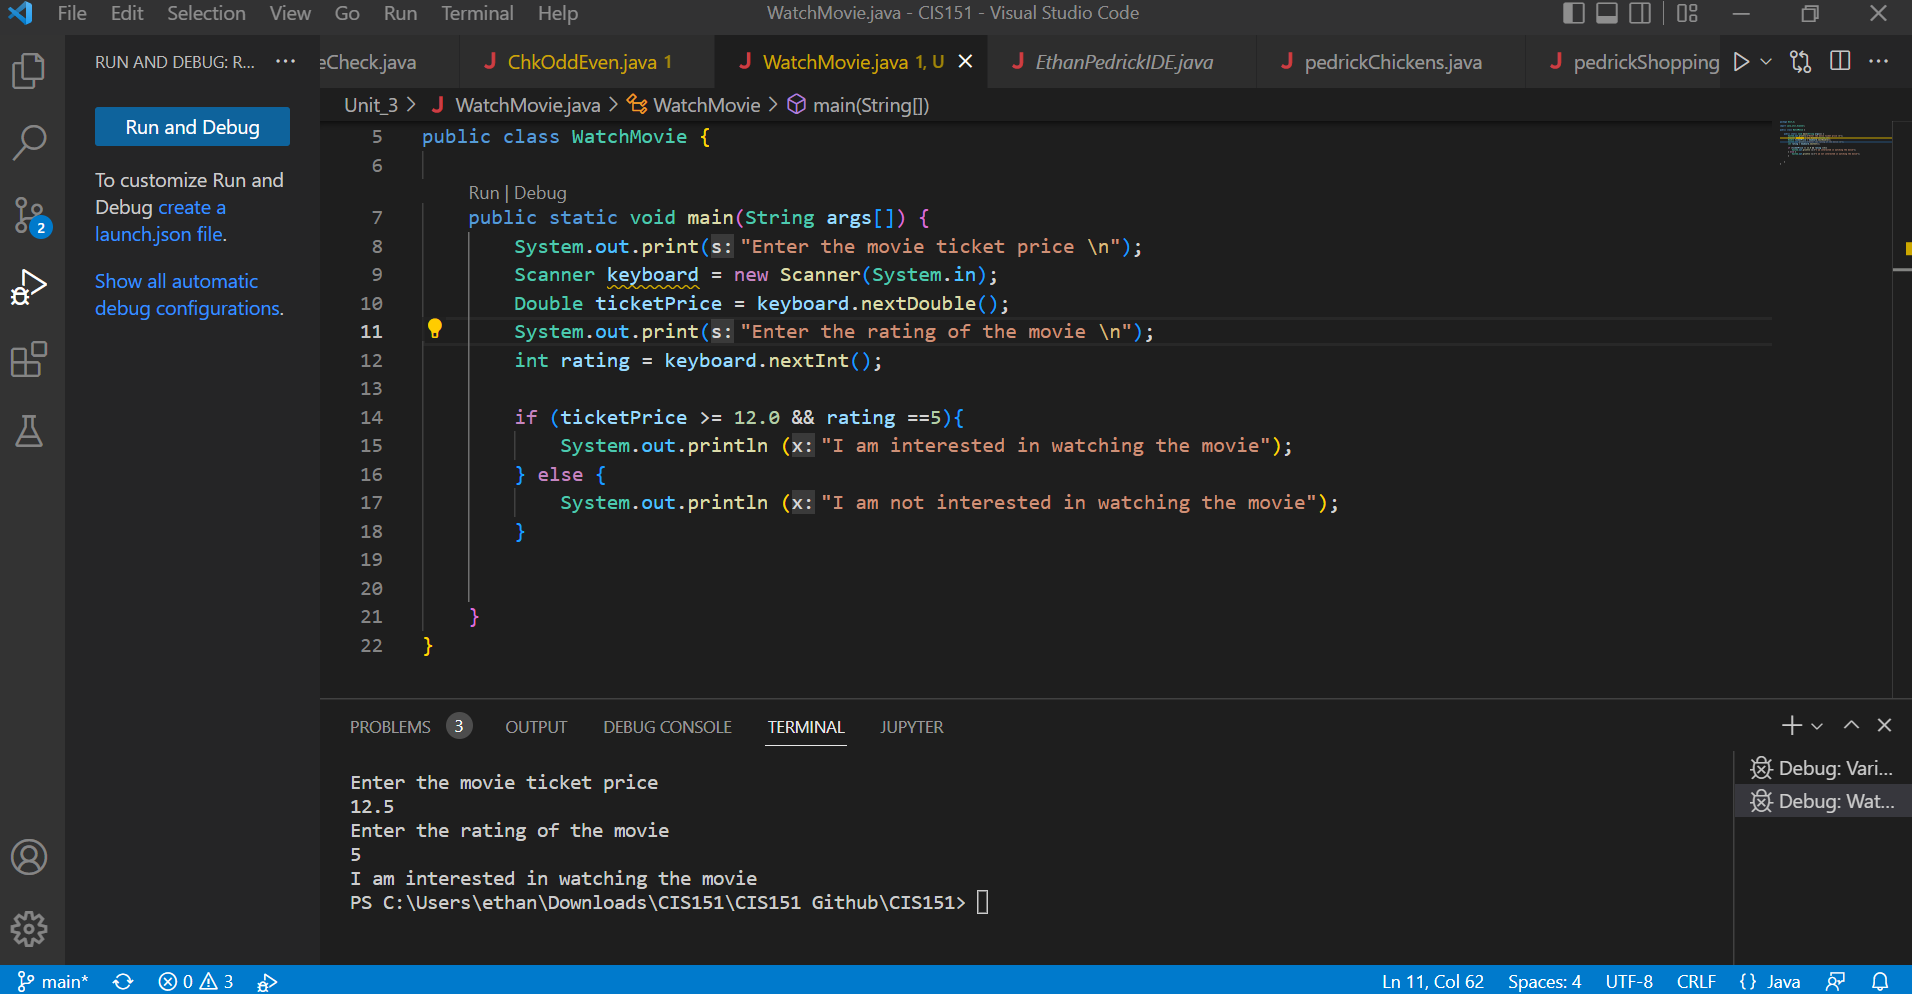 File Edit Selection View Go Run Terminal Help
WatchMovie.java - CIS151 - Visual Studio Code
RUN AND DEBUG: R... ···
Run and Debug
To customize Run and
Debug create a
launch.json file.
Show all automatic
debug configurations.
2
eCheck.java
J ChkOddEven.java 1
J WatchMovie.java 1, U
J EthanPedrickIDE.java
J pedrickChickens.java
J pedrickShopping
Unit_3 > J WatchMovie.java > WatchMovie > main(String[])
5 public class WatchMovie {
6
Run | Debug
7 public static void main(String args[]) {
8 System.out.print(s: "Enter the movie ticket price \n");
9 Scanner keyboard = new Scanner(System.in);
10 Double ticketPrice = keyboard.nextDouble();
11 System.out.print(s: "Enter the rating of the movie \n");
12 int rating = keyboard.nextInt();
13
14 if (ticketPrice >= 12.0 && rating ==5){
15 System.out.println (x: "I am interested in watching the movie");
16 } else {
17 System.out.println (x: "I am not interested in watching the movie");
18 }
19
20
21 }
22 }
PROBLEMS 3 OUTPUT DEBUG CONSOLE TERMINAL JUPYTER
Enter the movie ticket price
12.5
Enter the rating of the movie
5
I am interested in watching the movie
PS C:\Users\ethan\Downloads\CIS151\CIS151 Github\CIS151>
Debug: Vari...
Debug: Wat...
main* 0 3
Ln 11, Col 62 Spaces: 4 UTF-8 CRLF {} Java